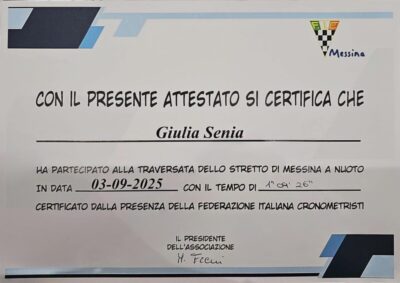 Messina
CON IL PRESENTE ATTESTATO SI CERTIFICA CHE
Giulia Senia
HA PARTECIPATO ALLA TRAVERSATA DELLO STRETTO DI MESSINA A NUOTO
IN DATA 03-09-2025 CON IL TEMPO DI 1° 09' 26"
CERTIFICATO DALLA PRESENZA DELLA FEDERAZIONE ITALIANA CRONOMETRISTI
IL PRESIDENTE
DELL'ASSOCIAZIONE